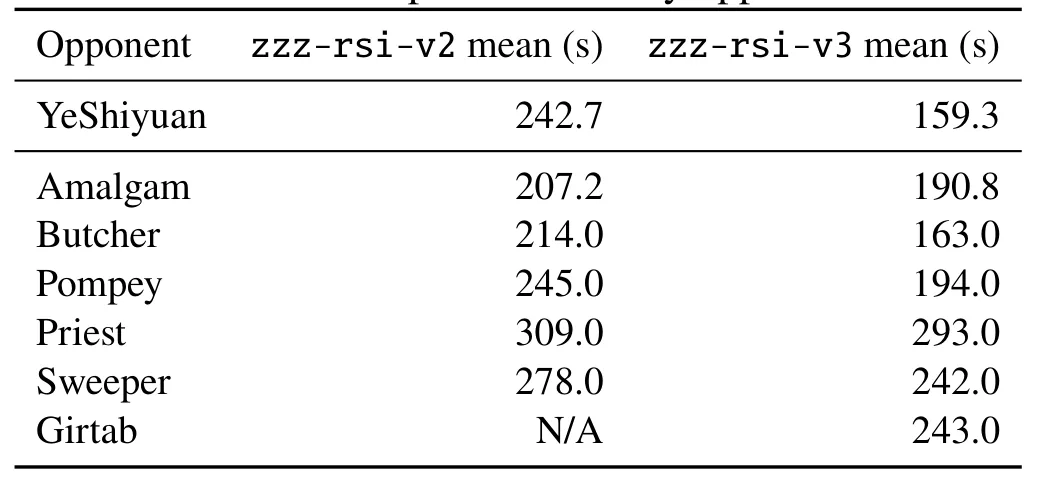 Opponent zzz-rsi-v2 mean (s) zzz-rsi-v3 mean (s)
YeShiyuan 242.7 159.3
Amalgam 207.2 190.8
Butcher 214.0 163.0
Pompey 245.0 194.0
Priest 309.0 293.0
Sweeper 278.0 242.0
Girtab N/A 243.0